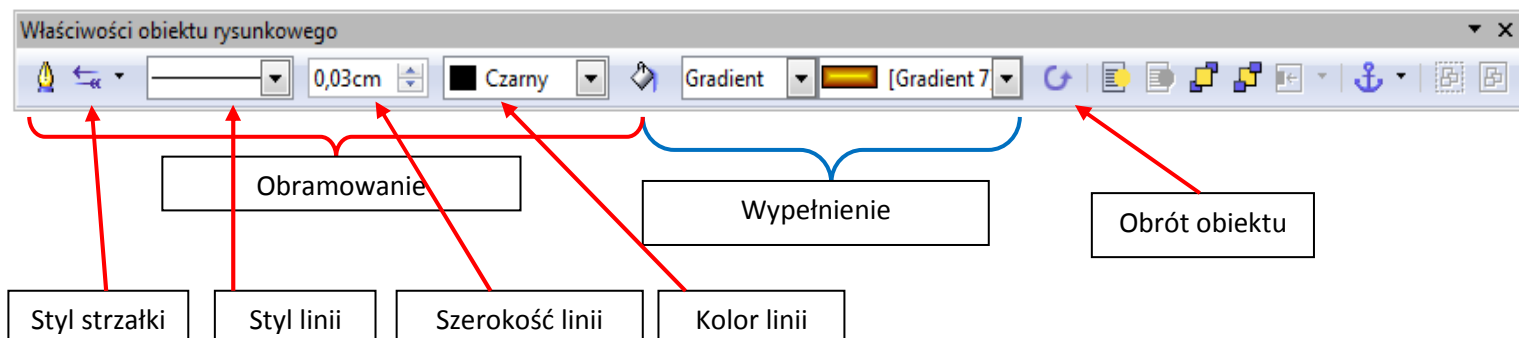 Właściwości obiektu rysunkowego
0,03cm Czarny Gradient [Gradient 7
Obramowanie
Wypełnienie
Obrót obiektu
Styl strzałki
Styl linii
Szerokość linii
Kolor linii